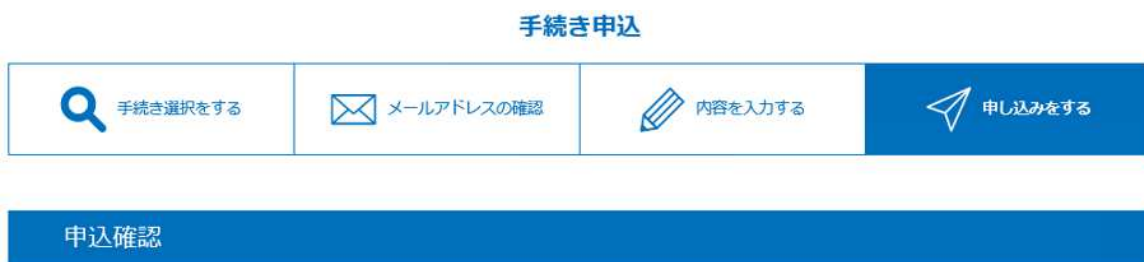 手続き申込
手続き選択をする
メールアドレスの確認
内容を入力する
申し込みをする
申込確認